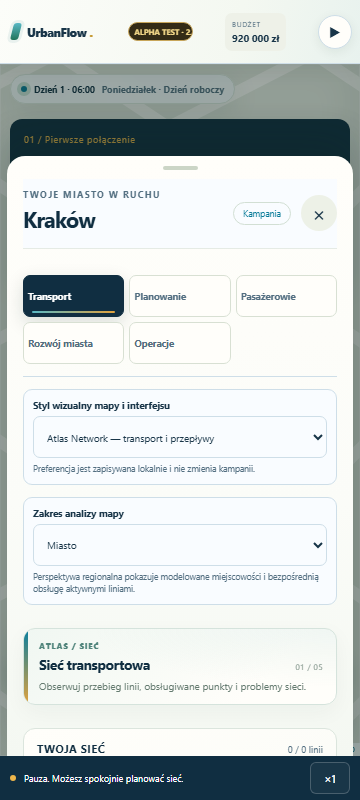 UrbanFlow.
ALPHA TEST · 2
BUDŻET
920 000 zł
Dzień 1 · 06:00 Poniedziałek · Dzień roboczy
01 / Pierwsze połączenie
TWOJE MIASTO W RUCHU
Kraków
Kampania
×
Transport
Planowanie
Pasażerowie
Rozwój miasta
Operacje
Styl wizualny mapy i interfejsu
Atlas Network — transport i przepływy
Preferencja jest zapisywana lokalnie i nie zmienia kampanii.
Zakres analizy mapy
Miasto
Perspektywa regionalna pokazuje modelowane miejscowości i bezpośrednią
obsługę aktywnymi liniami.
ATLAS / SIEĆ
Sieć transportowa
01 / 05
Obserwuj przebieg linii, obsługiwane punkty i problemy sieci.
TWOJA SIEĆ
0 / 0 linii
Pauza. Możesz spokojnie planować sieć.
×1